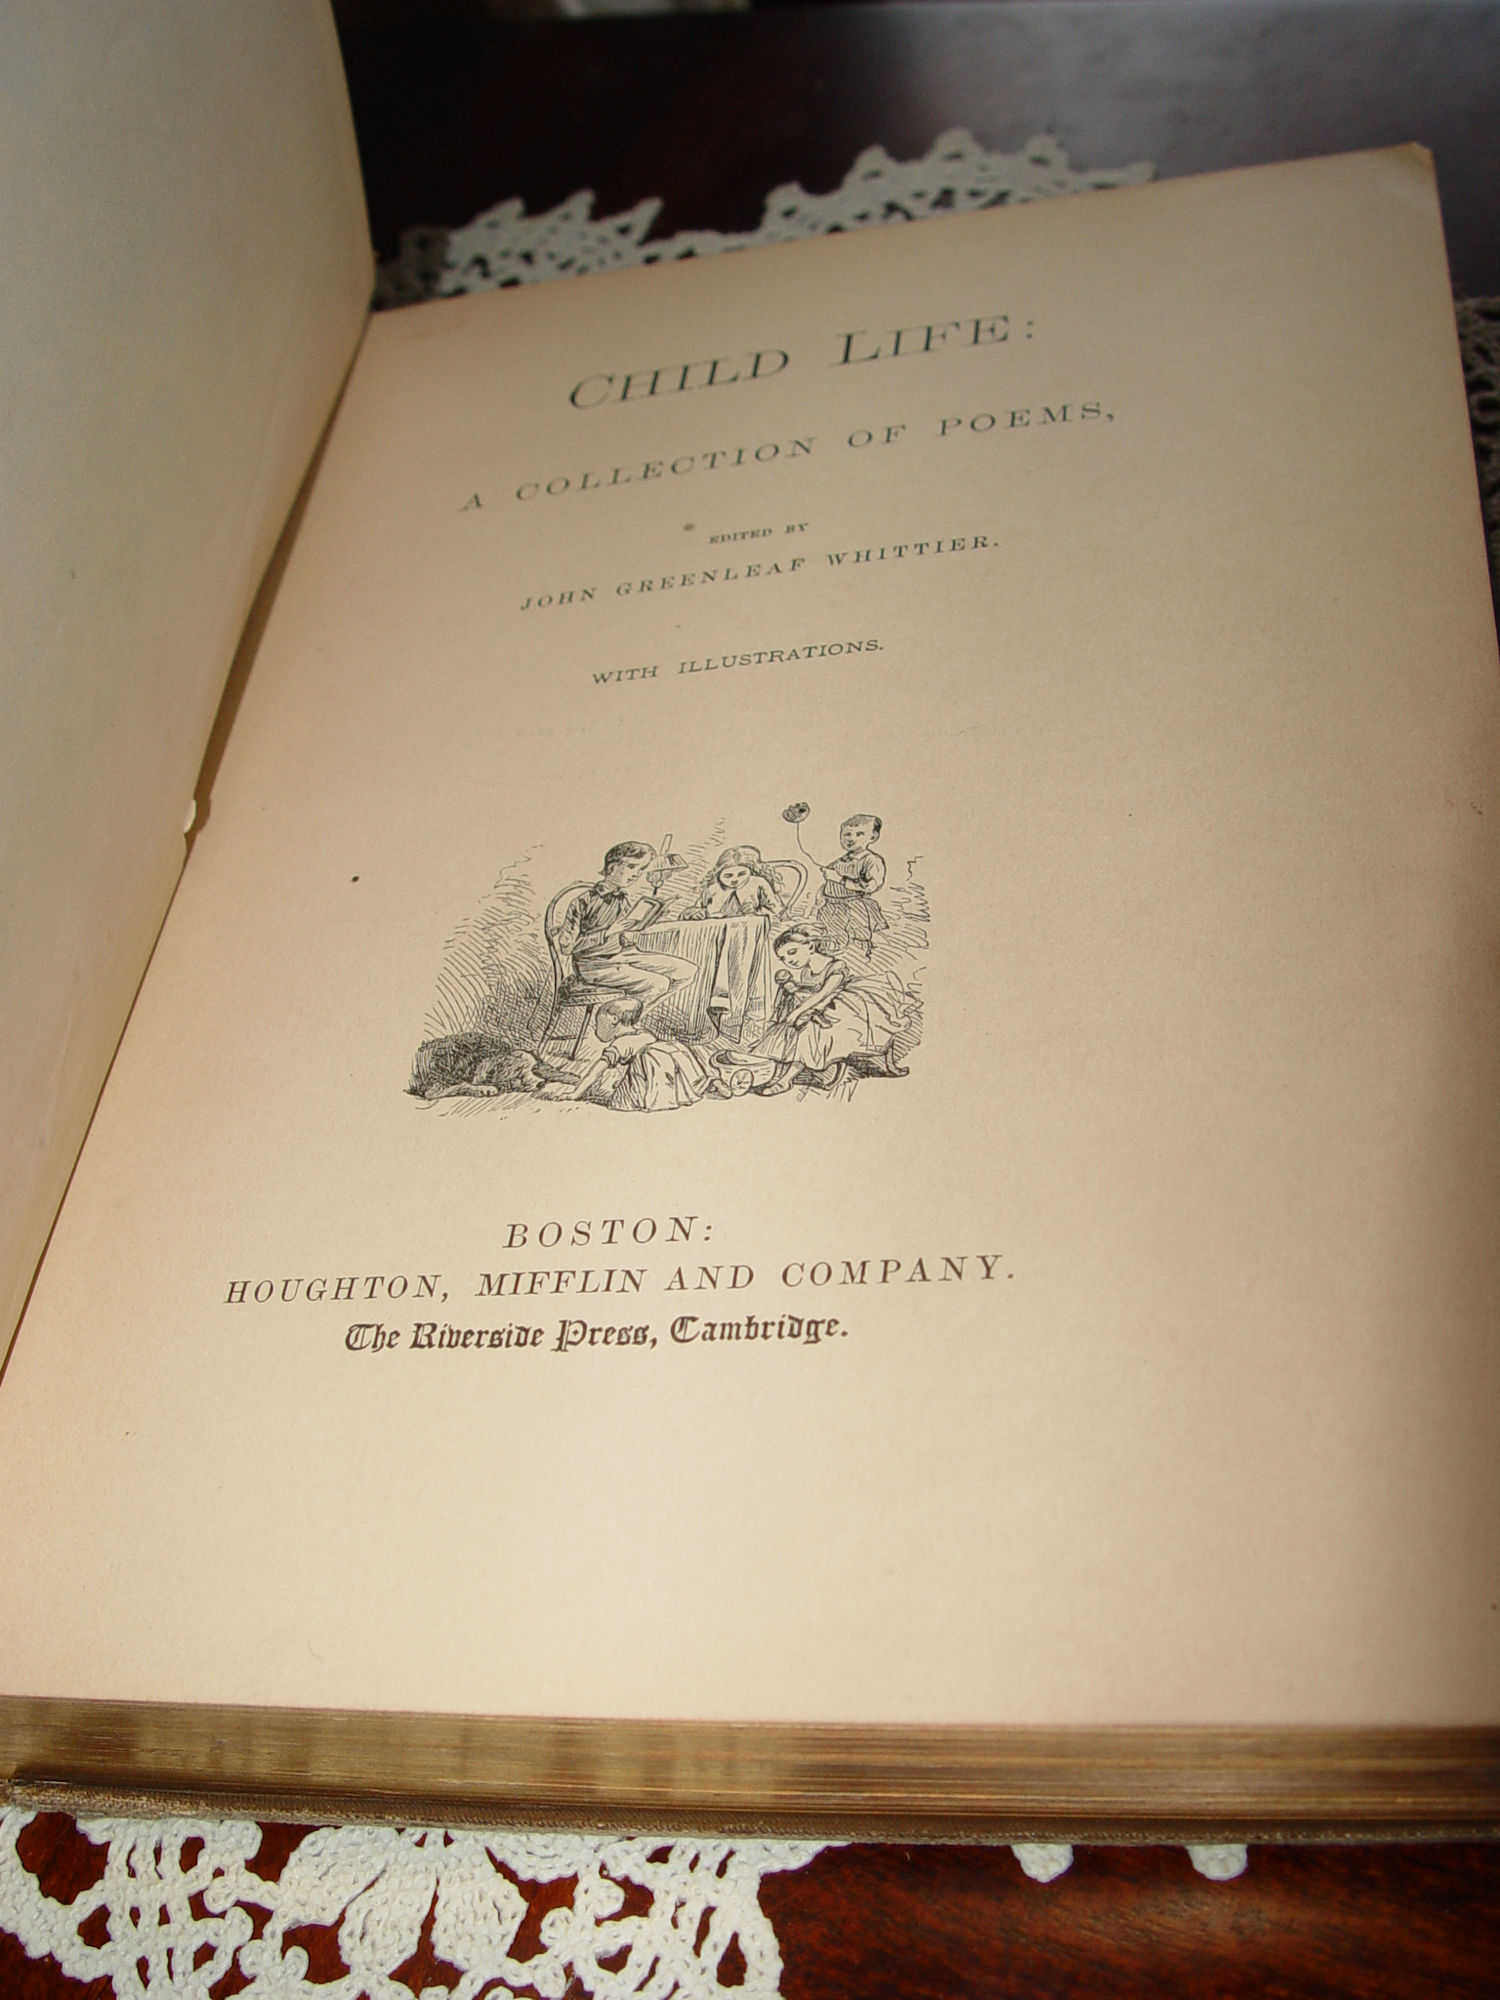 CHILD LIFE:
A COLLECTION OF POEMS,
EDITED BY
JOHN GREENLEAF WHITTIER.
WITH ILLUSTRATIONS.
BOSTON:
HOUGHTON, MIFFLIN AND COMPANY.
The Riverside Press, Cambridge.